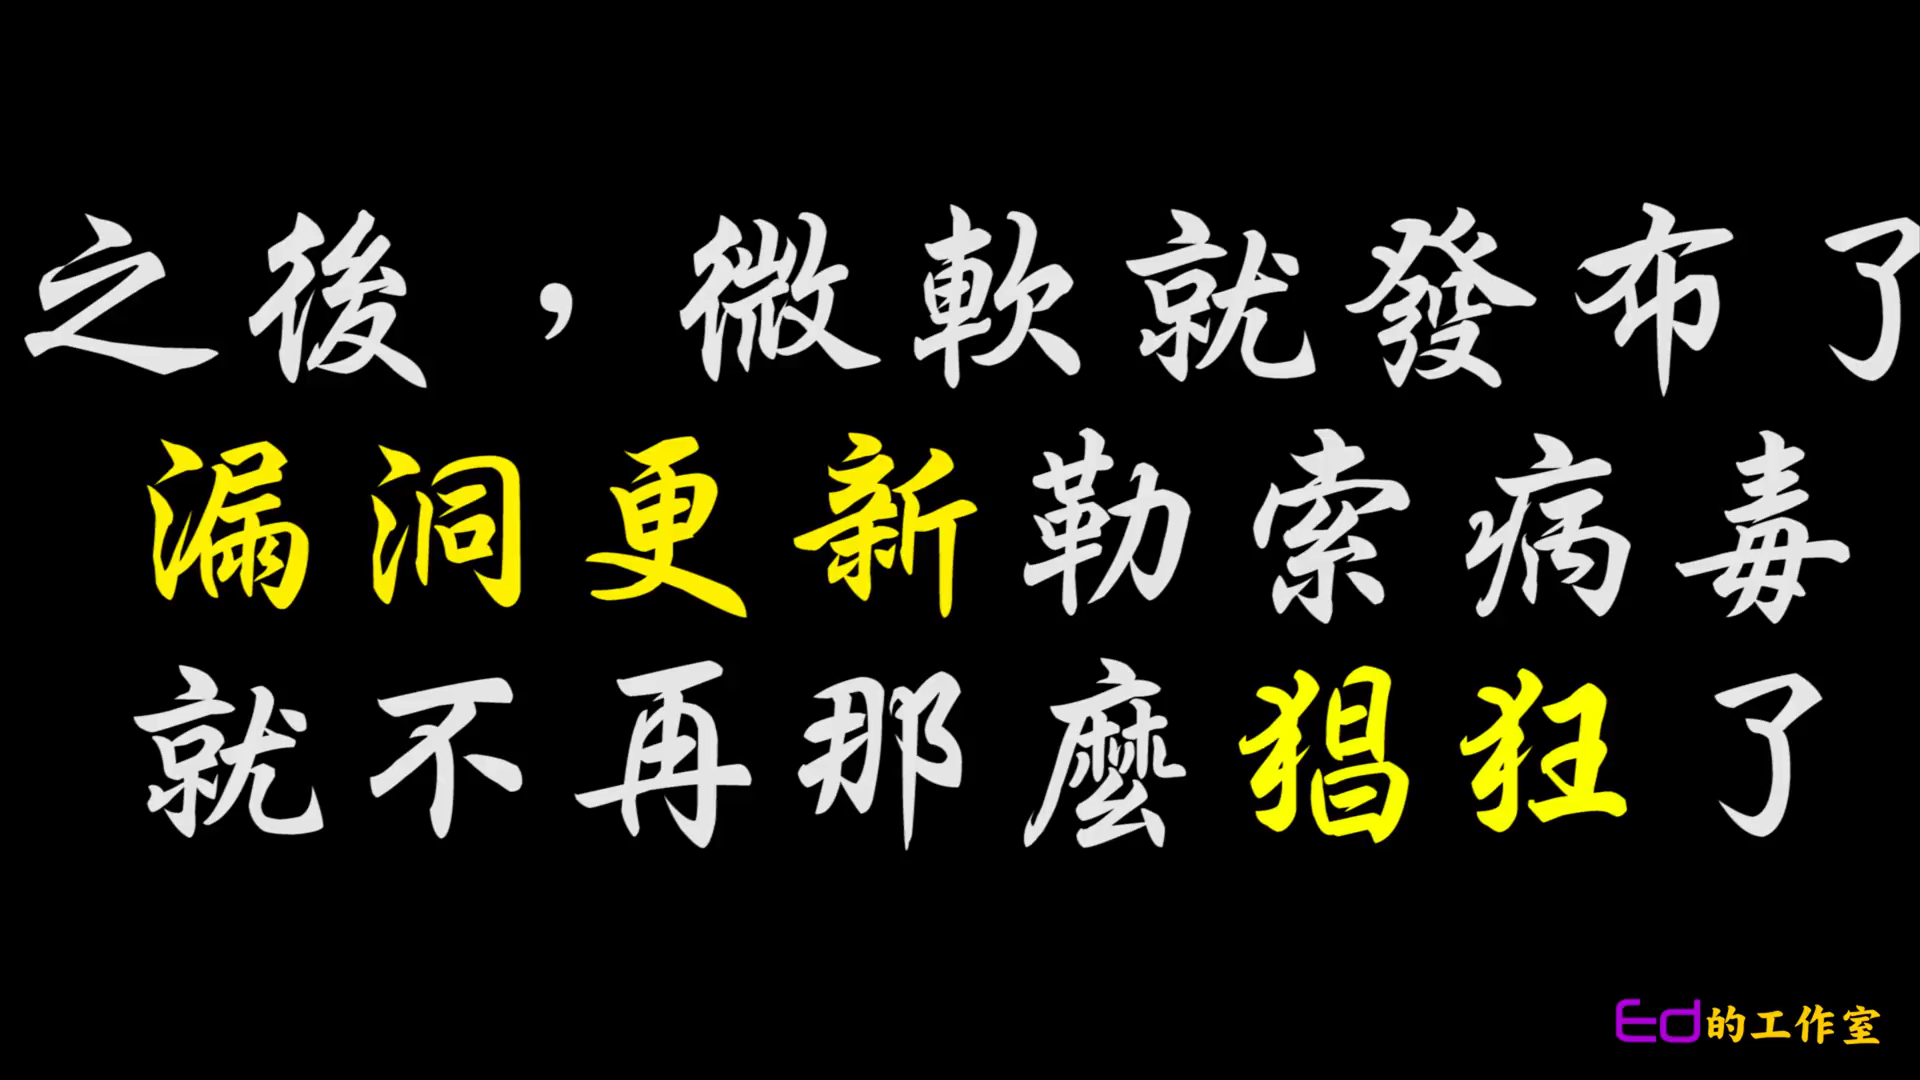 之後，微軟就發布了
漏洞更新勒索病毒
就不再那麼猖狂了
Ed的工作室